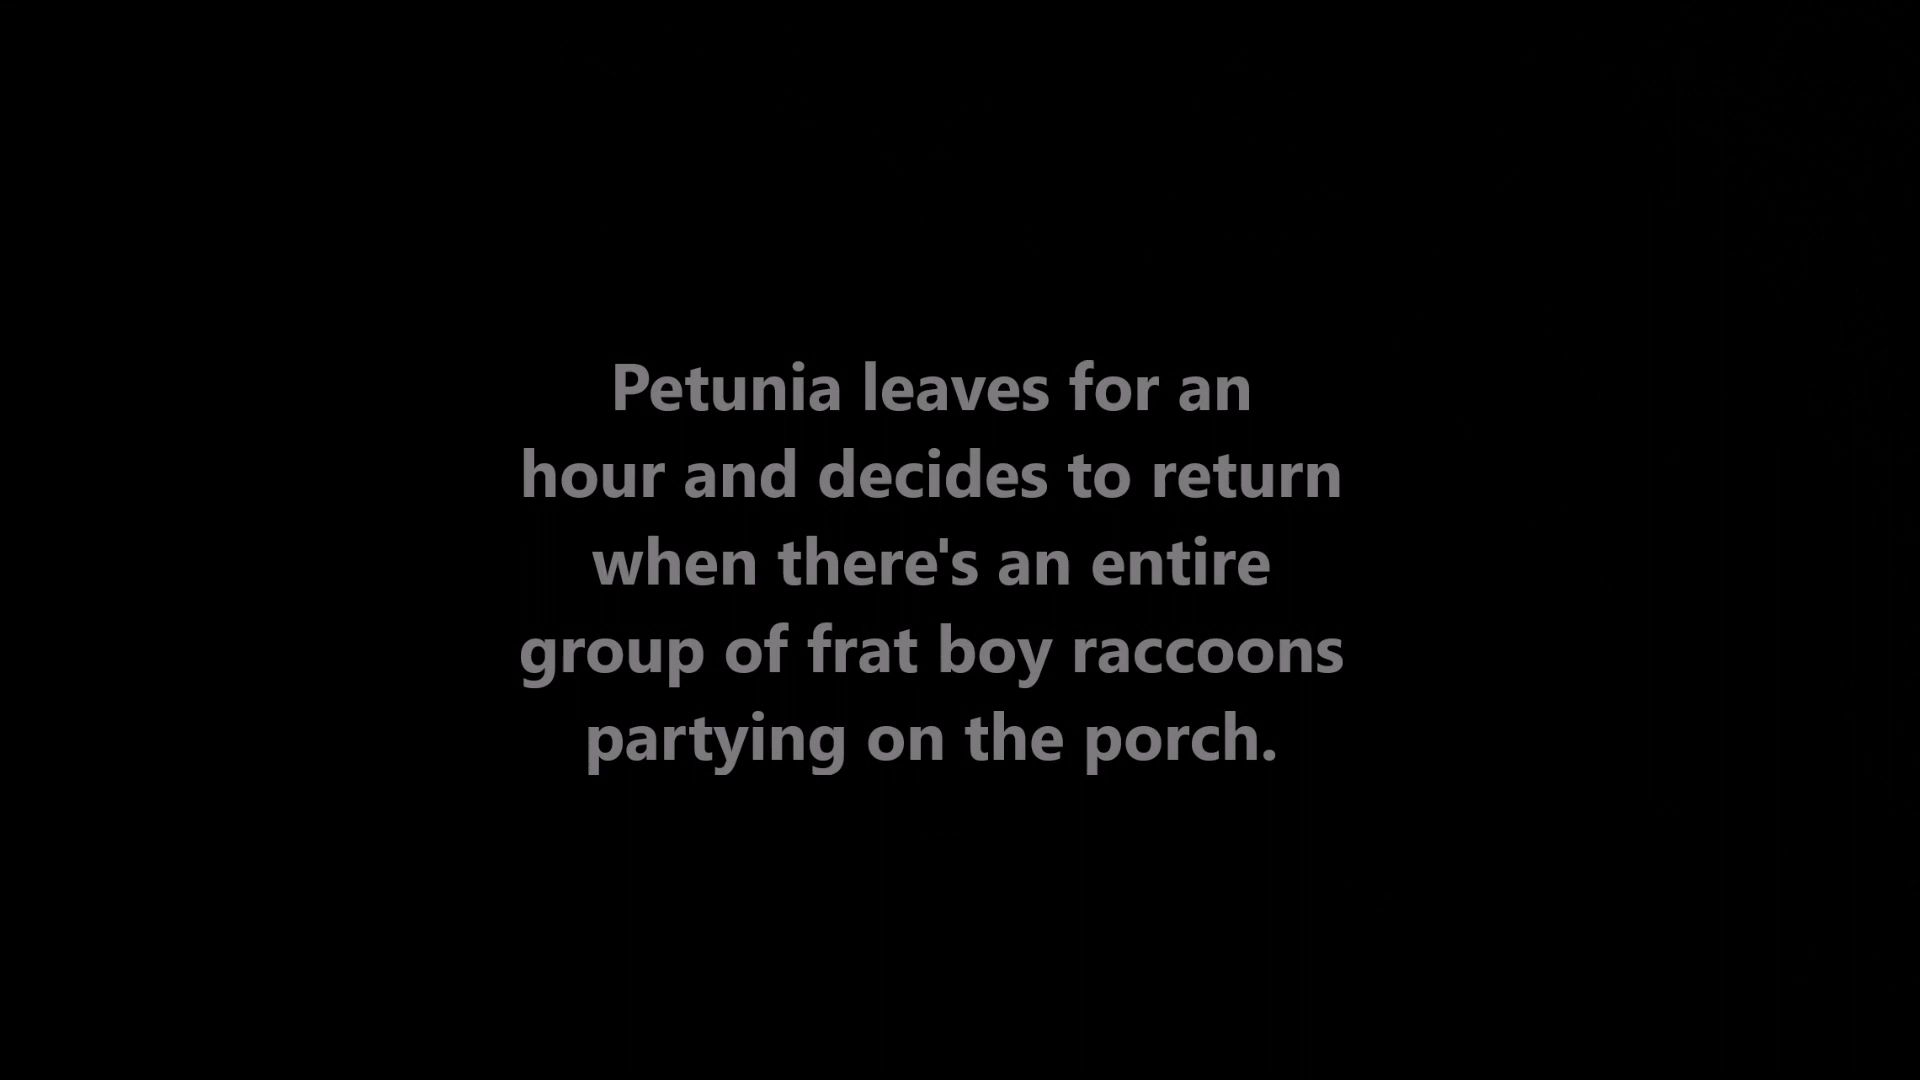 Petunia leaves for an
hour and decides to return
when there's an entire
group of frat boy raccoons
partying on the porch.